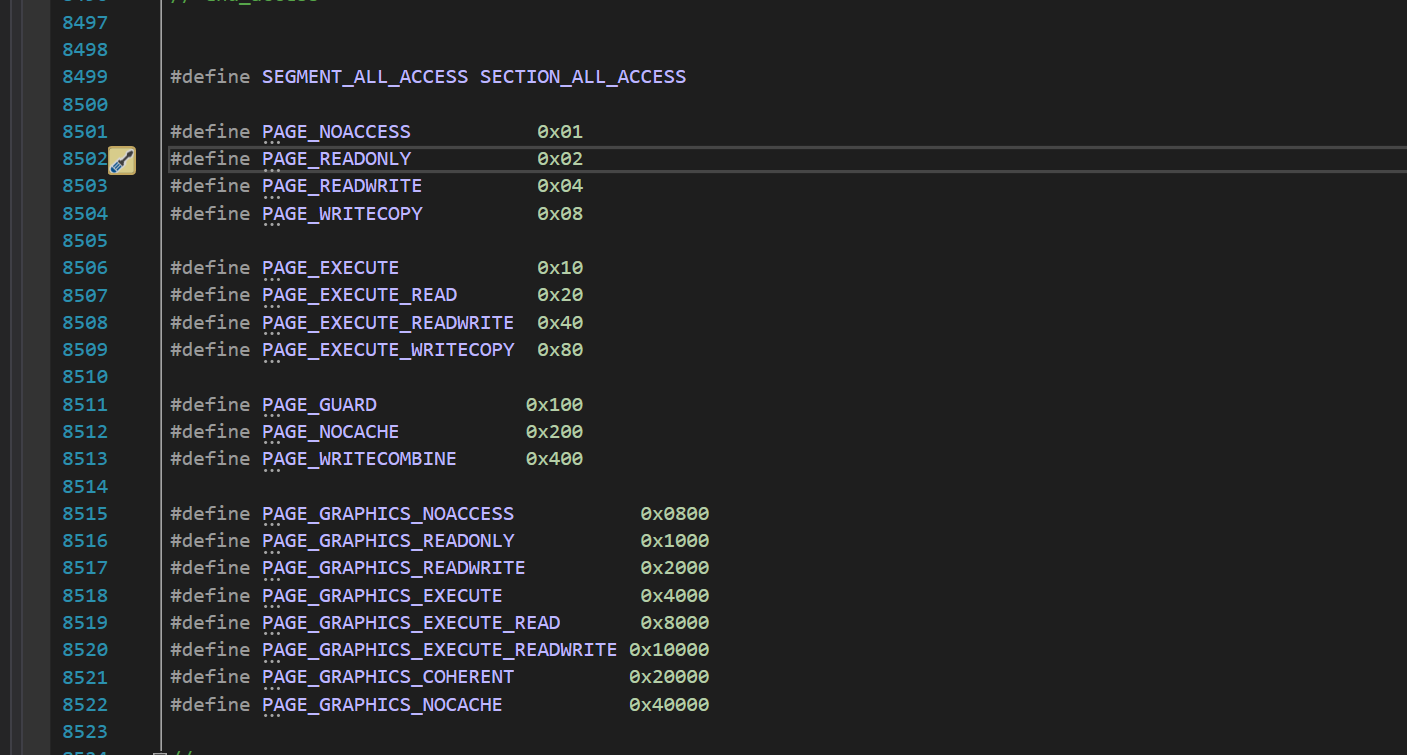 8497
8498
8499 #define SEGMENT_ALL_ACCESS SECTION_ALL_ACCESS
8500
8501 #define PAGE_NOACCESS 0x01
8502 #define PAGE_READONLY 0x02
8503 #define PAGE_READWRITE 0x04
8504 #define PAGE_WRITECOPY 0x08
8505
8506 #define PAGE_EXECUTE 0x10
8507 #define PAGE_EXECUTE_READ 0x20
8508 #define PAGE_EXECUTE_READWRITE 0x40
8509 #define PAGE_EXECUTE_WRITECOPY 0x80
8510
8511 #define PAGE_GUARD 0x100
8512 #define PAGE_NOCACHE 0x200
8513 #define PAGE_WRITECOMBINE 0x400
8514
8515 #define PAGE_GRAPHICS_NOACCESS 0x0800
8516 #define PAGE_GRAPHICS_READONLY 0x1000
8517 #define PAGE_GRAPHICS_READWRITE 0x2000
8518 #define PAGE_GRAPHICS_EXECUTE 0x4000
8519 #define PAGE_GRAPHICS_EXECUTE_READ 0x8000
8520 #define PAGE_GRAPHICS_EXECUTE_READWRITE 0x10000
8521 #define PAGE_GRAPHICS_COHERENT 0x20000
8522 #define PAGE_GRAPHICS_NOCACHE 0x40000
8523